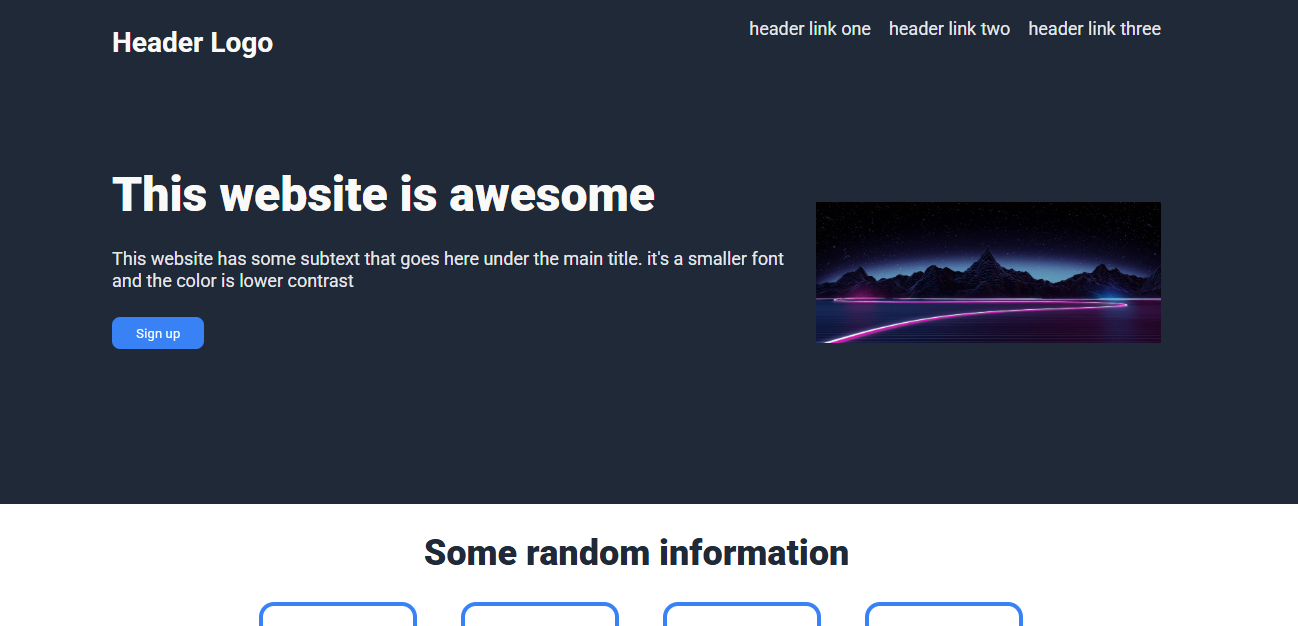 Header Logo
header link one header link two header link three
This website is awesome
This website has some subtext that goes here under the main title. it's a smaller font
and the color is lower contrast
Sign up
Some random information